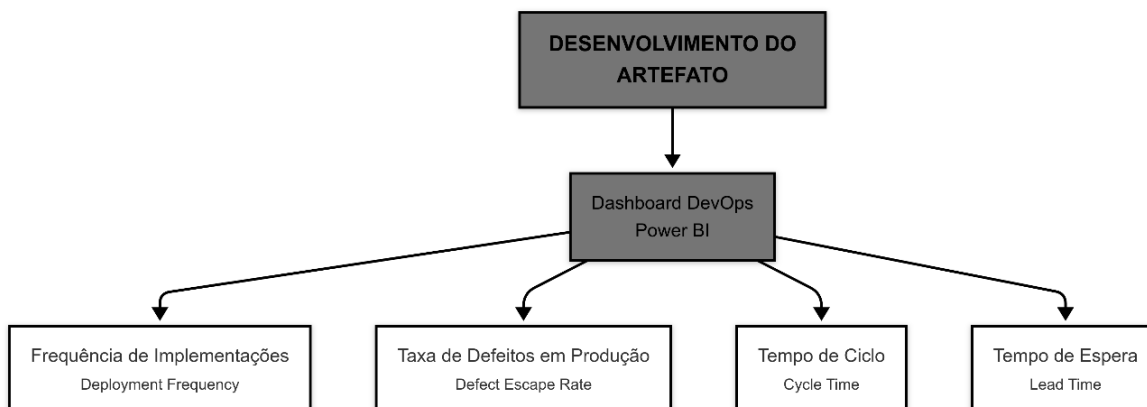 DESENVOLVIMENTO DO
ARTEFATO
Dashboard DevOps
Power BI
Frequência de Implementações
Deployment Frequency
Taxa de Defeitos em Produção
Defect Escape Rate
Tempo de Ciclo
Cycle Time
Tempo de Espera
Lead Time